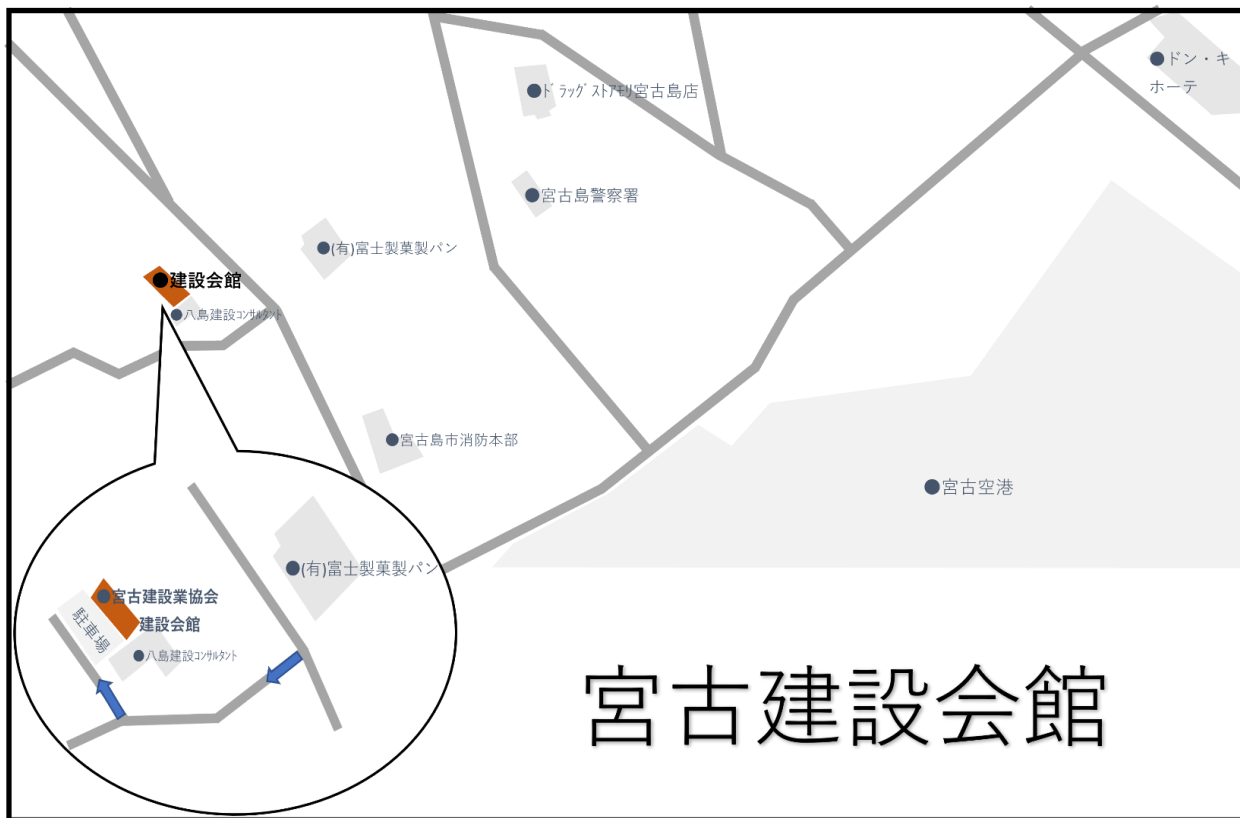 ●ドン・キ
ホーテ
●ドラッグストアモリ宮古島店
●宮古島警察署
●(有)富士製菓製パン
●建設会館
●八島建設コンサルタント
●宮古島市消防本部
●宮古空港
●(有)富士製菓製パン
●宮古建設業協会
建設会館
駐車場
●八島建設コンサルタント
宮古建設会館